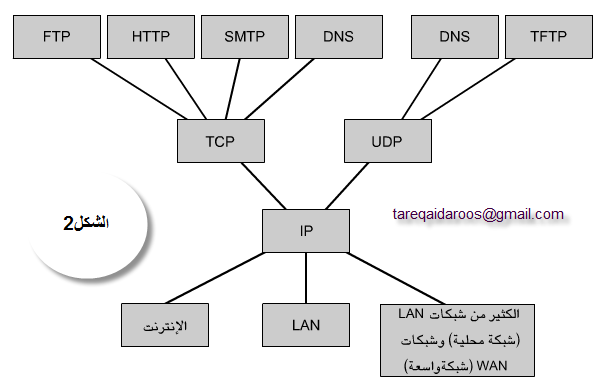 FTP
HTTP
SMTP
DNS
DNS
TFTP
TCP
UDP
الشكل2
tareqaidaroos@gmail.com
IP
الإنترنت
LAN
الكثير من شبكات LAN
(شبكة محلية) وشبكات
WAN (شبكةواسعة)